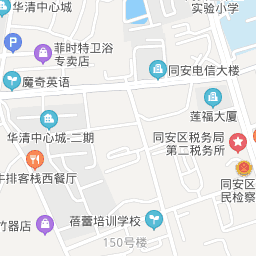 华清中心城
实验小学
菲时特卫浴
专卖店
同安电信大楼
魔奇英语
莲福大厦
华清中心城-二期
同安区税务局
第二税务所
牛排客栈西餐厅
同安区
民检察
竹器店
蓓蕾培训学校
150号楼